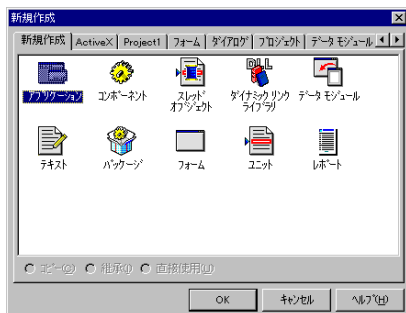 新規作成
新規作成 ActiveX Project1 フォーム ダイアログ プロジェクト データ モジュール
アプリケーション コンポーネント スレッド オブジェクト ダイナミック リンク ライブラリ データ モジュール
テキスト パッケージ フォーム ユニット レポート
コピー(O) 継承(I) 直接使用(U)
OK キャンセル ヘルプ(H)